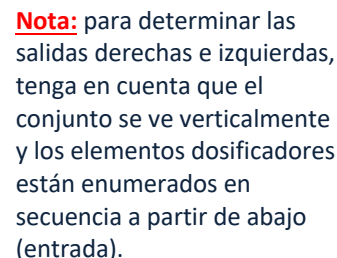 Nota: para determinar las
salidas derechas e izquierdas,
tenga en cuenta que el
conjunto se ve verticalmente
y los elementos dosificadores
están enumerados en
secuencia a partir de abajo
(entrada).